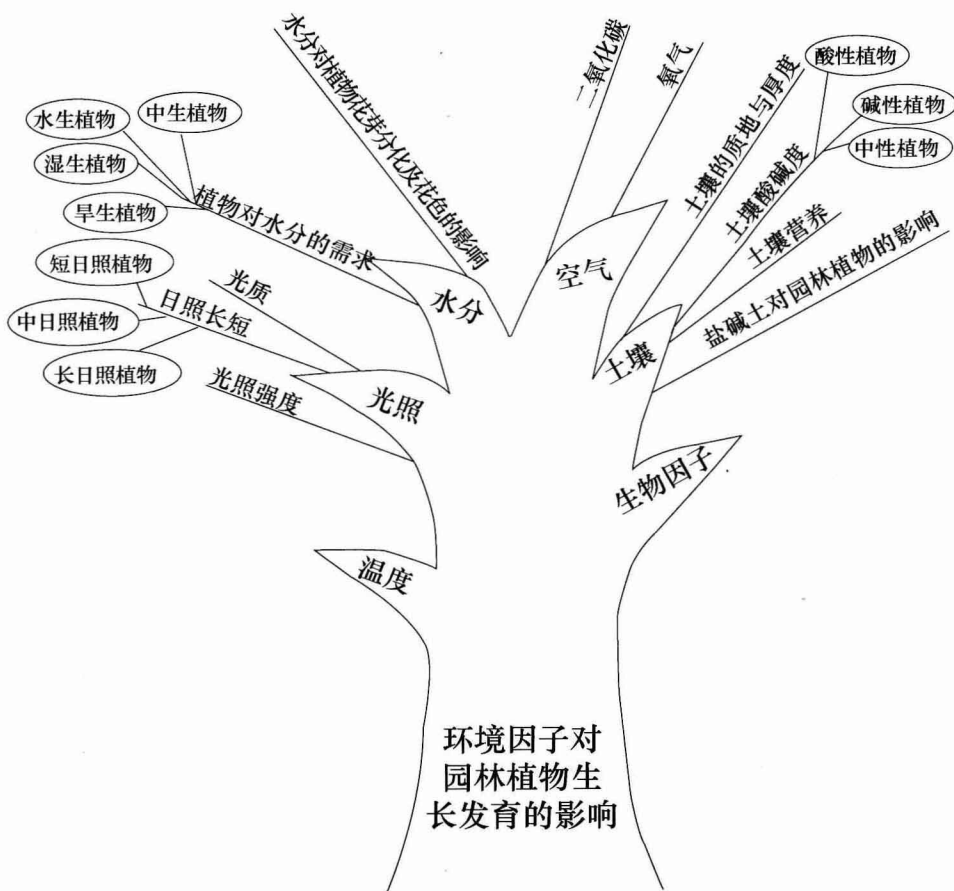 水分对植物花芽分化及花色的影响
二氧化碳
氧气
土壤的质地与厚度
酸性植物
碱性植物
中性植物
土壤酸碱度
土壤营养
盐碱土对园林植物的影响
水生植物
中生植物
湿生植物
旱生植物
植物对水分的需求
短日照植物
中日照植物
长日照植物
光质
日照长短
光照强度
水分
空气
土壤
光照
生物因子
温度
环境因子对
园林植物生
长发育的影响